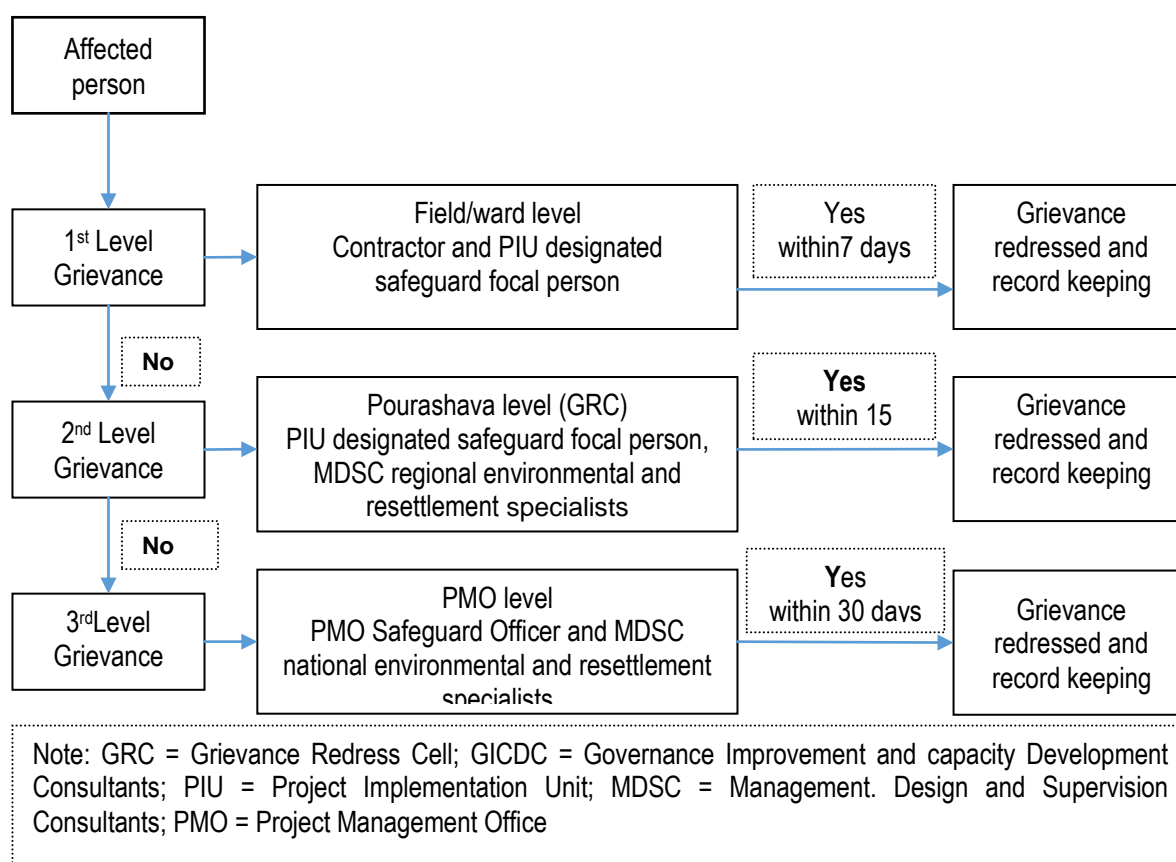 Affected
person
1st Level
Grievance
Field/ward level
Contractor and PIU designated
safeguard focal person
Yes
within7 days
Grievance
redressed and
record keeping
No
2nd Level
Grievance
Pourashava level (GRC)
PIU designated safeguard focal person,
MDSC regional environmental and
resettlement specialists
Yes
within 15
Grievance
redressed and
record keeping
No
3rdLevel
Grievance
PMO level
PMO Safeguard Officer and MDSC
national environmental and resettlement
specialists
Yes
within 30 days
Grievance
redressed and
record keeping
Note: GRC = Grievance Redress Cell; GICDC = Governance Improvement and capacity Development
Consultants; PIU = Project Implementation Unit; MDSC = Management. Design and Supervision
Consultants; PMO = Project Management Office